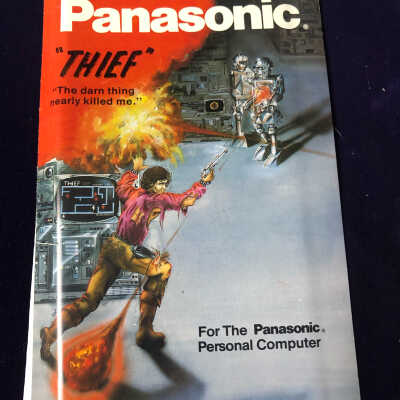 Panasonic.
"THIEF"
"The darn thing
nearly killed me."
THIEF
For The Panasonic®
Personal Computer